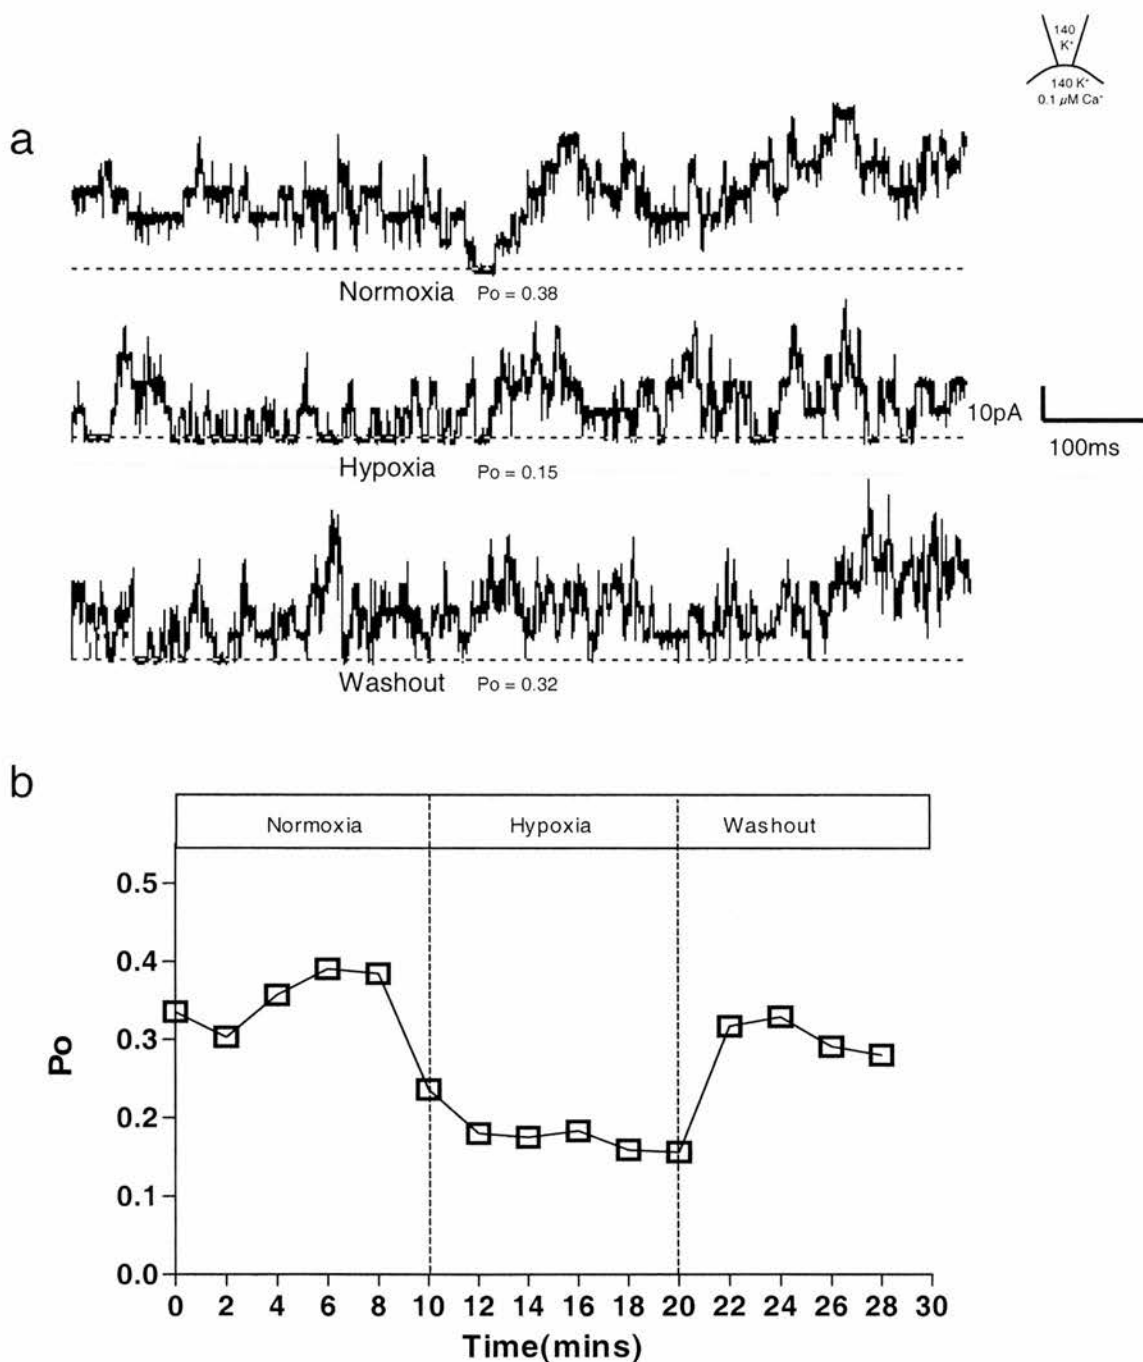 140
K⁺
140 K⁺
0.1 µM Ca⁺
a
Normoxia Po = 0.38
Hypoxia Po = 0.15
10pA
100ms
Washout Po = 0.32
b
Normoxia Hypoxia Washout
0.5
0.4
0.3
0.2
0.1
0.0
Po
0 2 4 6 8 10 12 14 16 18 20 22 24 26 28 30
Time(mins)